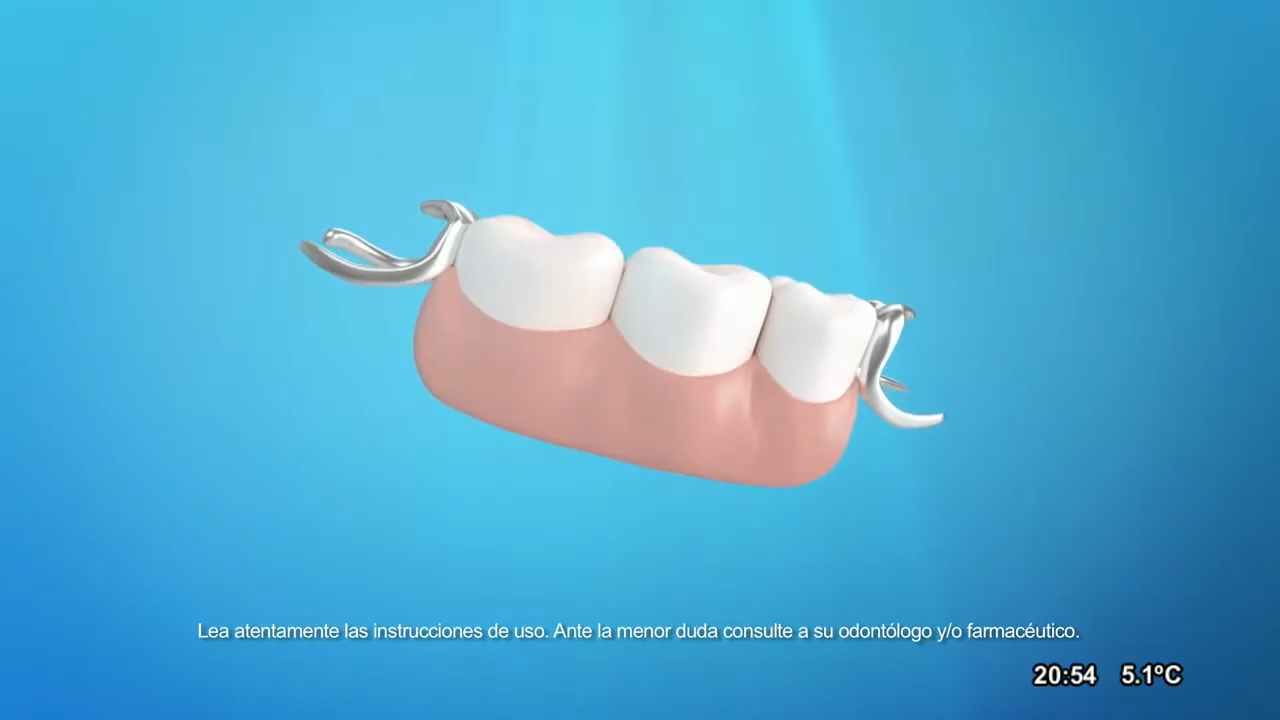 Lea atentamente las instrucciones de uso. Ante la menor duda consulte a su odontólogo y/o farmacéutico.
20:54 5.1ºC